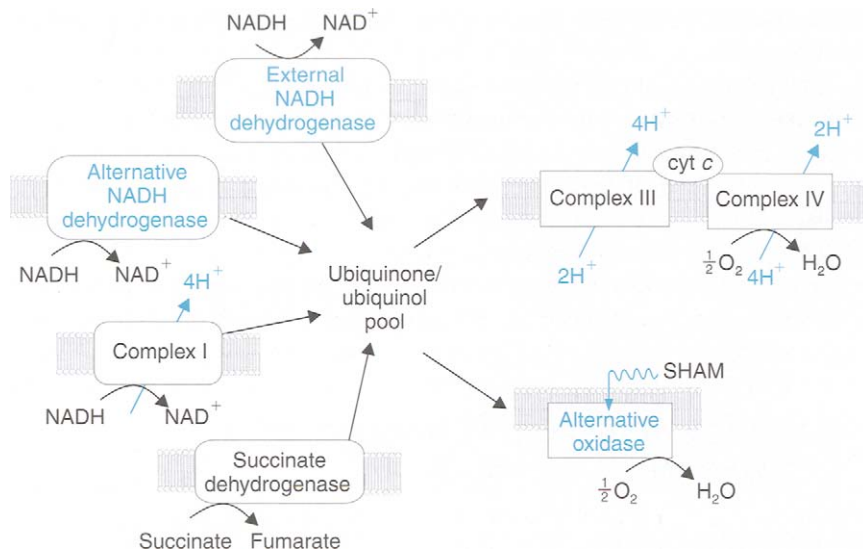 NADH NAD⁺
External
NADH
dehydrogenase
Alternative
NADH
dehydrogenase
NADH NAD⁺
4H⁺
Complex I
NADH NAD⁺
Succinate
dehydrogenase
Succinate Fumarate
Ubiquinone/
ubiquinol
pool
4H⁺
cyt c
2H⁺
Complex III
Complex IV
2H⁺
½O₂
4H⁺
H₂O
SHAM
Alternative
oxidase
½O₂
H₂O